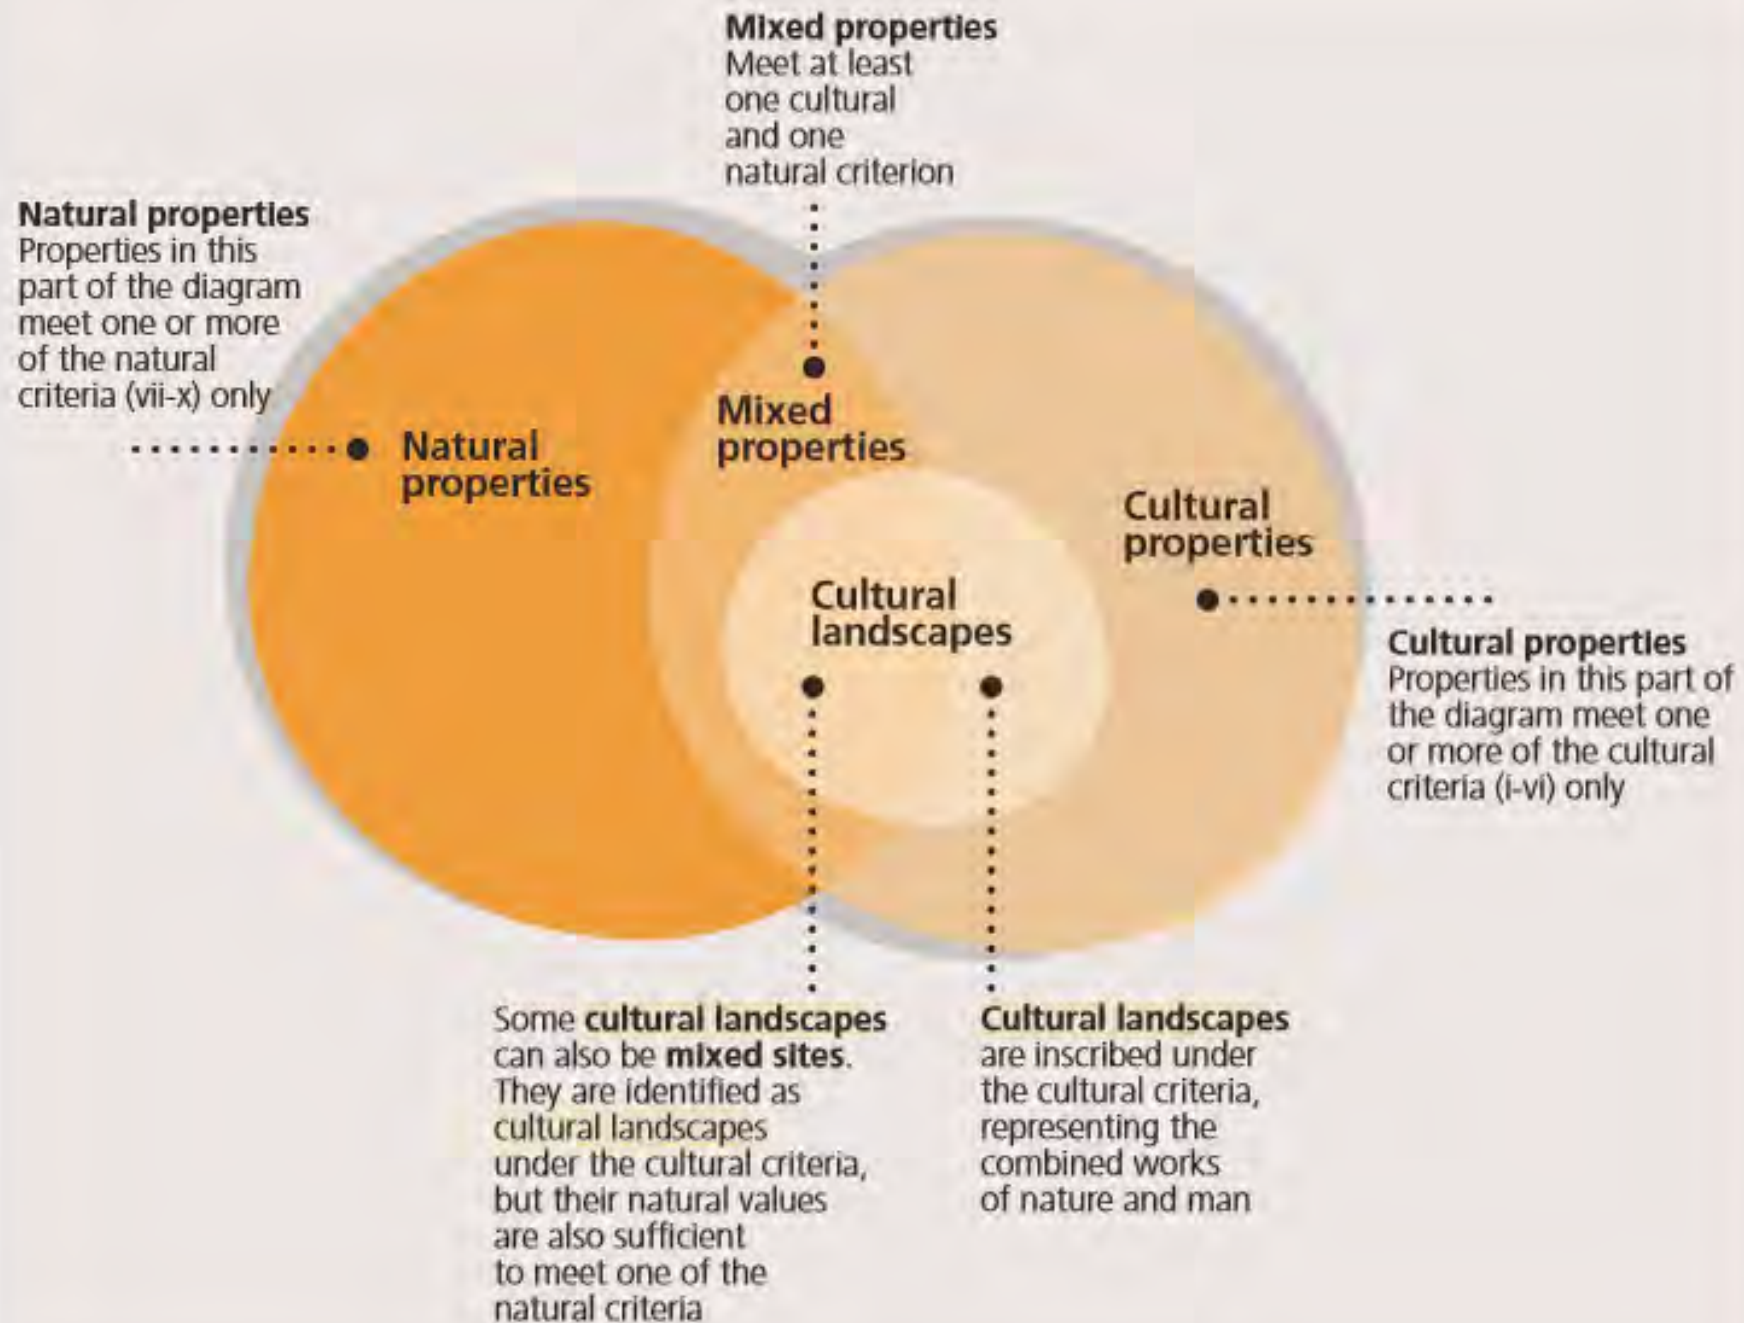 Mixed properties
Meet at least
one cultural
and one
natural criterion
Natural properties
Properties in this
part of the diagram
meet one or more
of the natural
criteria (vii-x) only
Natural
properties
Mixed
properties
Cultural
properties
Cultural
landscapes
Cultural properties
Properties in this part of
the diagram meet one
or more of the cultural
criteria (i-vi) only
Some cultural landscapes
can also be mixed sites.
They are identified as
cultural landscapes
under the cultural criteria,
but their natural values
are also sufficient
to meet one of the
natural criteria
Cultural landscapes
are inscribed under
the cultural criteria,
representing the
combined works
of nature and man